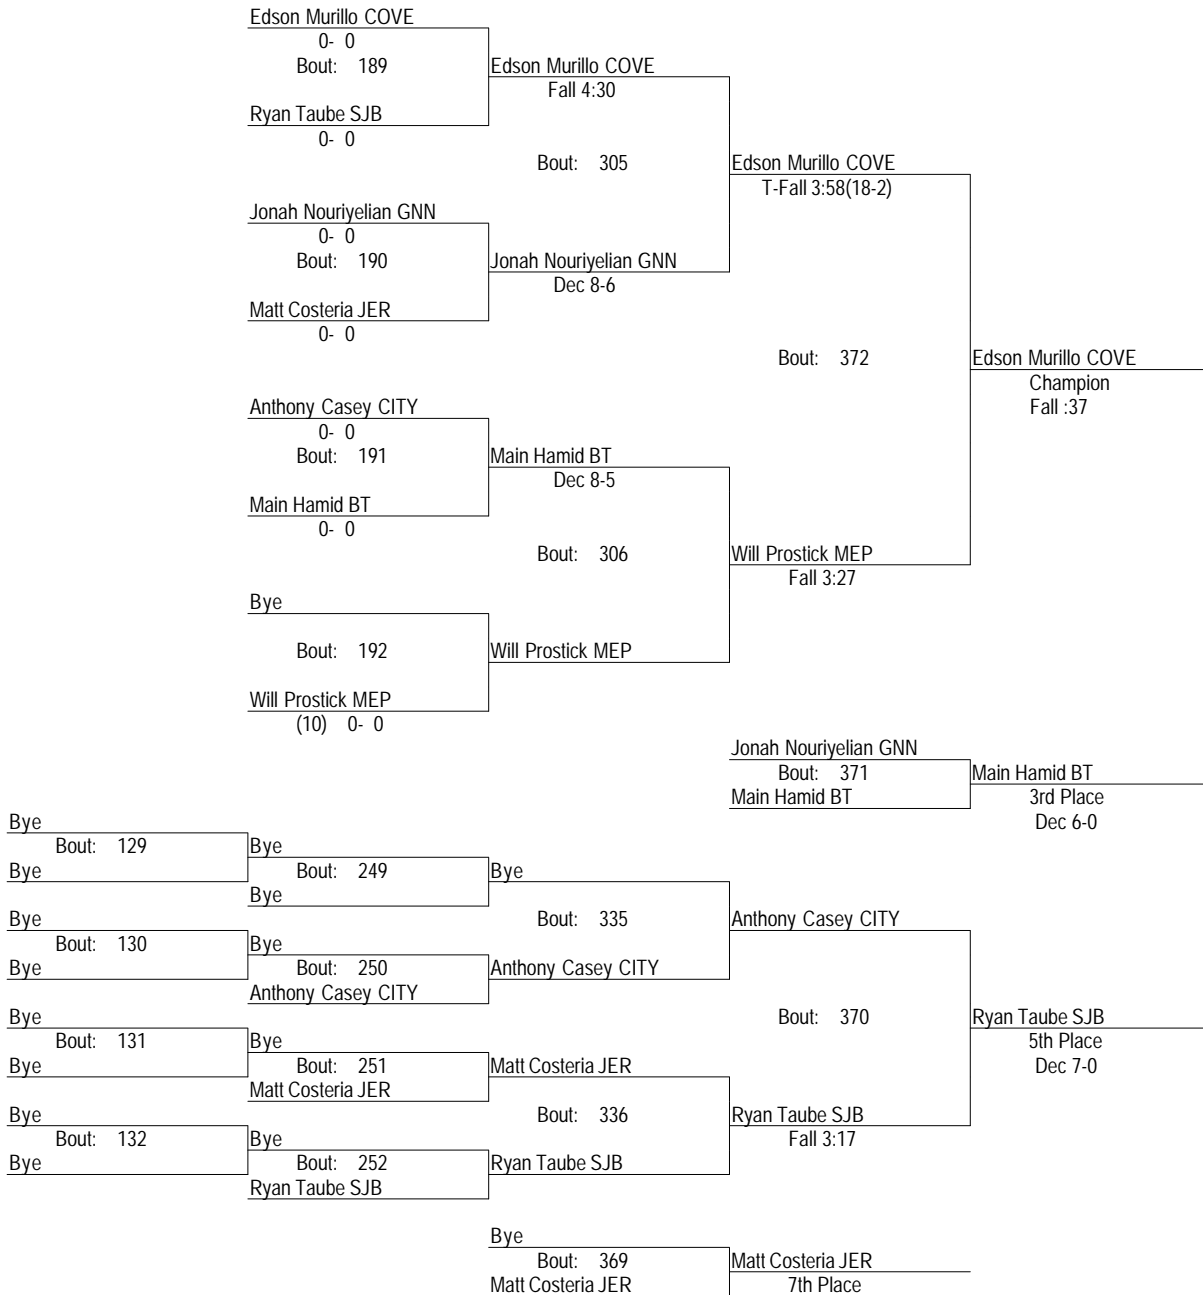 Edson Murillo COVE
0- 0
Bout: 189
Edson Murillo COVE
Fall 4:30
Ryan Taube SJB
0- 0
Bout: 305
Edson Murillo COVE
T-Fall 3:58(18-2)
Jonah Nouriyelian GNN
0- 0
Bout: 190
Jonah Nouriyelian GNN
Dec 8-6
Matt Costeria JER
0- 0
Bout: 372
Edson Murillo COVE
Champion
Fall :37
Anthony Casey CITY
0- 0
Bout: 191
Main Hamid BT
Dec 8-5
Main Hamid BT
0- 0
Bout: 306
Will Prostick MEP
Fall 3:27
Bye
Bout: 192
Will Prostick MEP
Will Prostick MEP
(10) 0- 0
Jonah Nouriyelian GNN
Bout: 371
Main Hamid BT
Main Hamid BT
3rd Place
Dec 6-0
Bye
Bout: 129
Bye
Bye
Bout: 249
Bye
Bye
Bye
Bout: 335
Anthony Casey CITY
Bout: 130
Bye
Bye
Bout: 250
Anthony Casey CITY
Anthony Casey CITY
Bye
Bout: 370
Ryan Taube SJB
5th Place
Dec 7-0
Bout: 131
Bye
Bye
Bout: 251
Matt Costeria JER
Matt Costeria JER
Bye
Bout: 336
Ryan Taube SJB
Fall 3:17
Bout: 132
Bye
Bye
Bout: 252
Ryan Taube SJB
Ryan Taube SJB
Bye
Bout: 369
Matt Costeria JER
Matt Costeria JER
7th Place